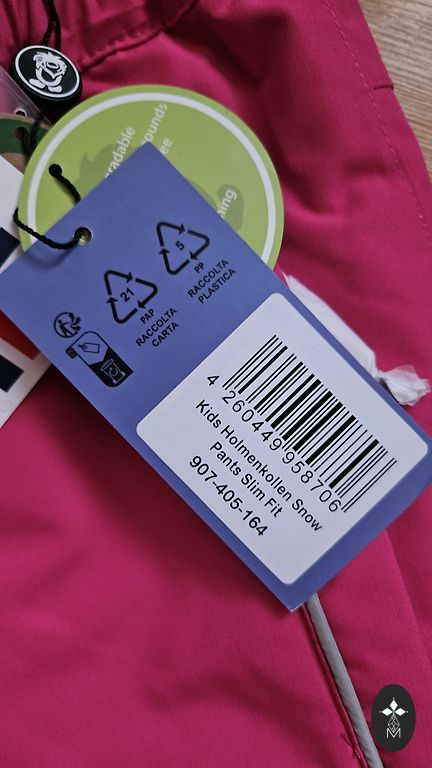 5
PP
RACCOLTA
PLASTICA
21
PAP
RACCOLTA
CARTA
4 260449 958706
Kids Holmenkollen Snow
Pants Slim Fit
907-405-164
M